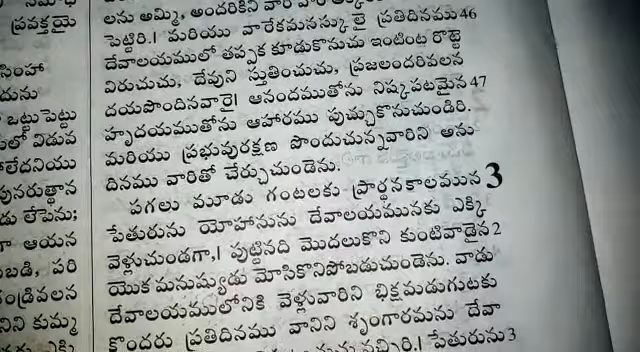 ప్రవక్తయై
సింహా
దును
ఒట్టుపెట్టు
లో విడువ
లేదనియు
పునరుత్థాన
డు లేపెను;
ఆయన
బడి, పరి
తండ్రివలన
నిని కుమ్మ
లను అమ్మి, అందరికిని
పెట్టిరి.। మరియు వారేకమనస్కులై ప్రతిదినము 46
దేవాలయములో తప్పక కూడుకొనుచు ఇంటింట రొట్టె
విరుచుచు, దేవుని స్తుతించుచు, ప్రజలందరివలన
దయపొందినవారై। ఆనందముతోను నిష్కపటమైన 47
హృదయముతోను ఆహారము పుచ్చుకొనుచుండిరి.
మరియు ప్రభువురక్షణ పొందుచున్నవారిని అను
దినము వారితో చేర్చుచుండెను.
పగలు మూడు గంటలకు ప్రార్థనకాలమున 3
పేతురును యోహానును దేవాలయమునకు ఎక్కి
వెళ్లుచుండగా,। పుట్టినది మొదలుకొని కుంటివాడైన 2
యొక మనుష్యుడు మోసికొనిపోబడుచుండెను. వాడు
దేవాలయములోనికి వెళ్లువారిని భిక్షమడుగుటకు
కొందరు ప్రతిదినము వానిని శృంగారమను దేవా
వచ్చిరి.। పేతురును 3